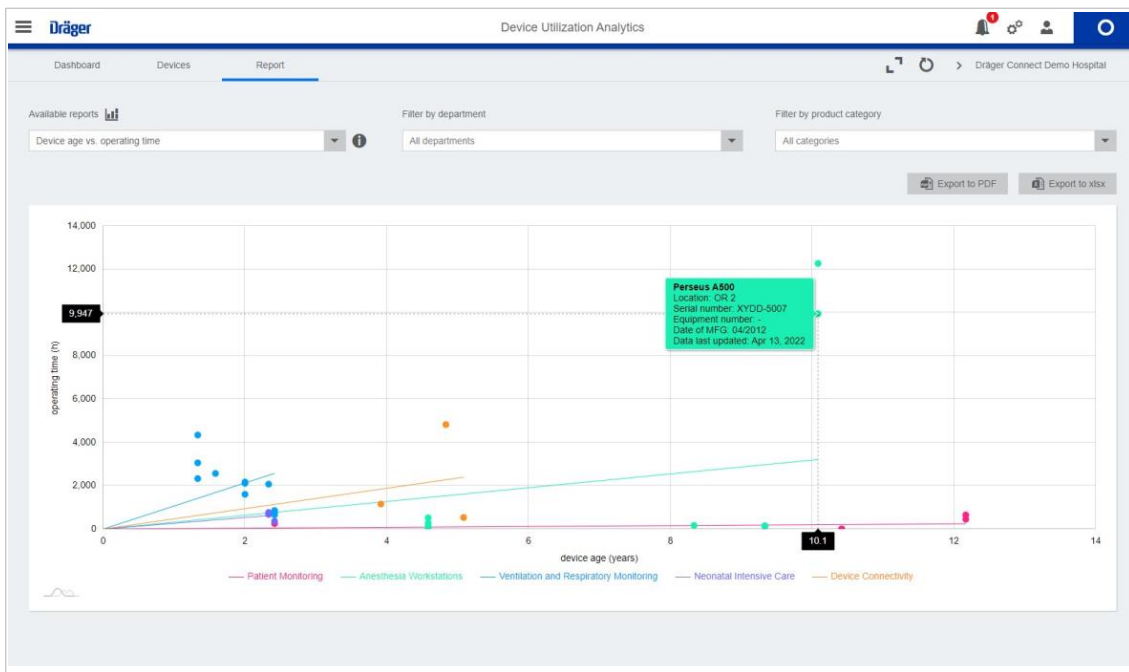 Dräger
Device Utilization Analytics
1
Dashboard
Devices
Report
Dräger Connect Demo Hospital
Available reports
Filter by department
Filter by product category
Device age vs. operating time
All departments
All categories
Export to PDF
Export to xlsx
14,000
12,000
9,947
8,000
6,000
4,000
2,000
0
operating time (h)
Perseus A500
Location: OR 2
Serial number: XYDD-5007
Equipment number: -
Date of MFG: 04/2012
Data last updated: Apr 13, 2022
0
2
4
6
8
10.1
12
14
device age (years)
Patient Monitoring
Anesthesia Workstations
Ventilation and Respiratory Monitoring
Neonatal Intensive Care
Device Connectivity